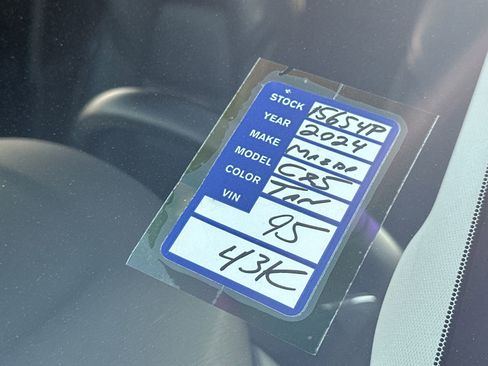 STOCK 15654P
YEAR 2024
MAKE MAZDA
MODEL CX5
COLOR TAN
VIN 95
43K